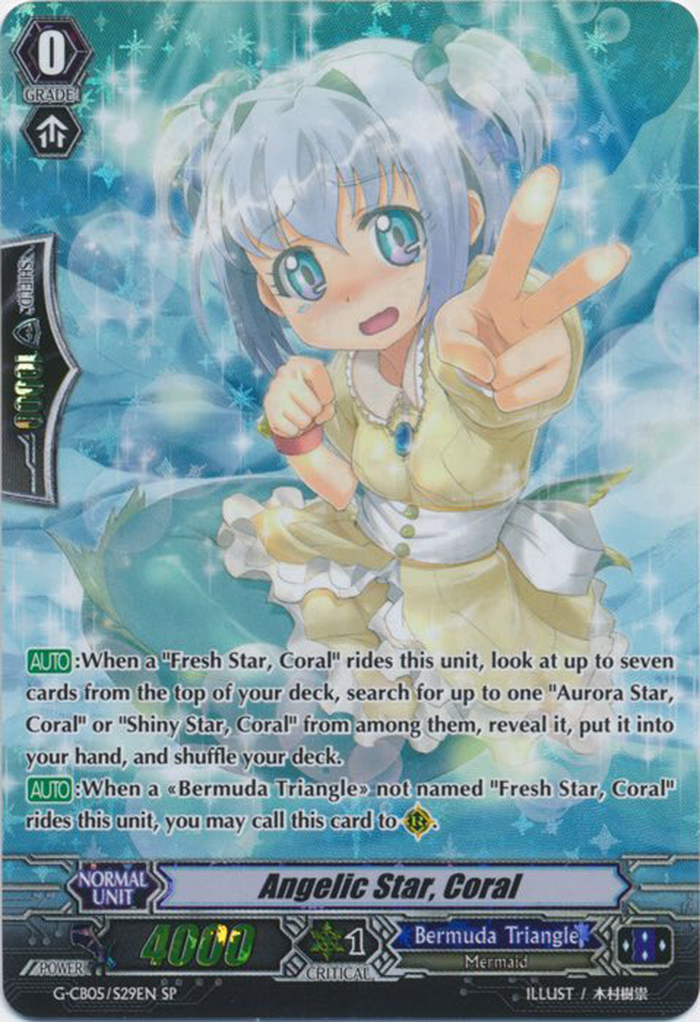 0
GRADE
SHIELD
10000
AUTO:When a "Fresh Star, Coral" rides this unit, look at up to seven
cards from the top of your deck, search for up to one "Aurora Star,
Coral" or "Shiny Star, Coral" from among them, reveal it, put it into
your hand, and shuffle your deck.
AUTO:When a «Bermuda Triangle» not named "Fresh Star, Coral"
rides this unit, you may call this card to R.
NORMAL
UNIT
Angelic Star, Coral
POWER
4000
1
CRITICAL
Bermuda Triangle
Mermaid
G-CB05/S29EN SP
ILLUST / 木村樹崇